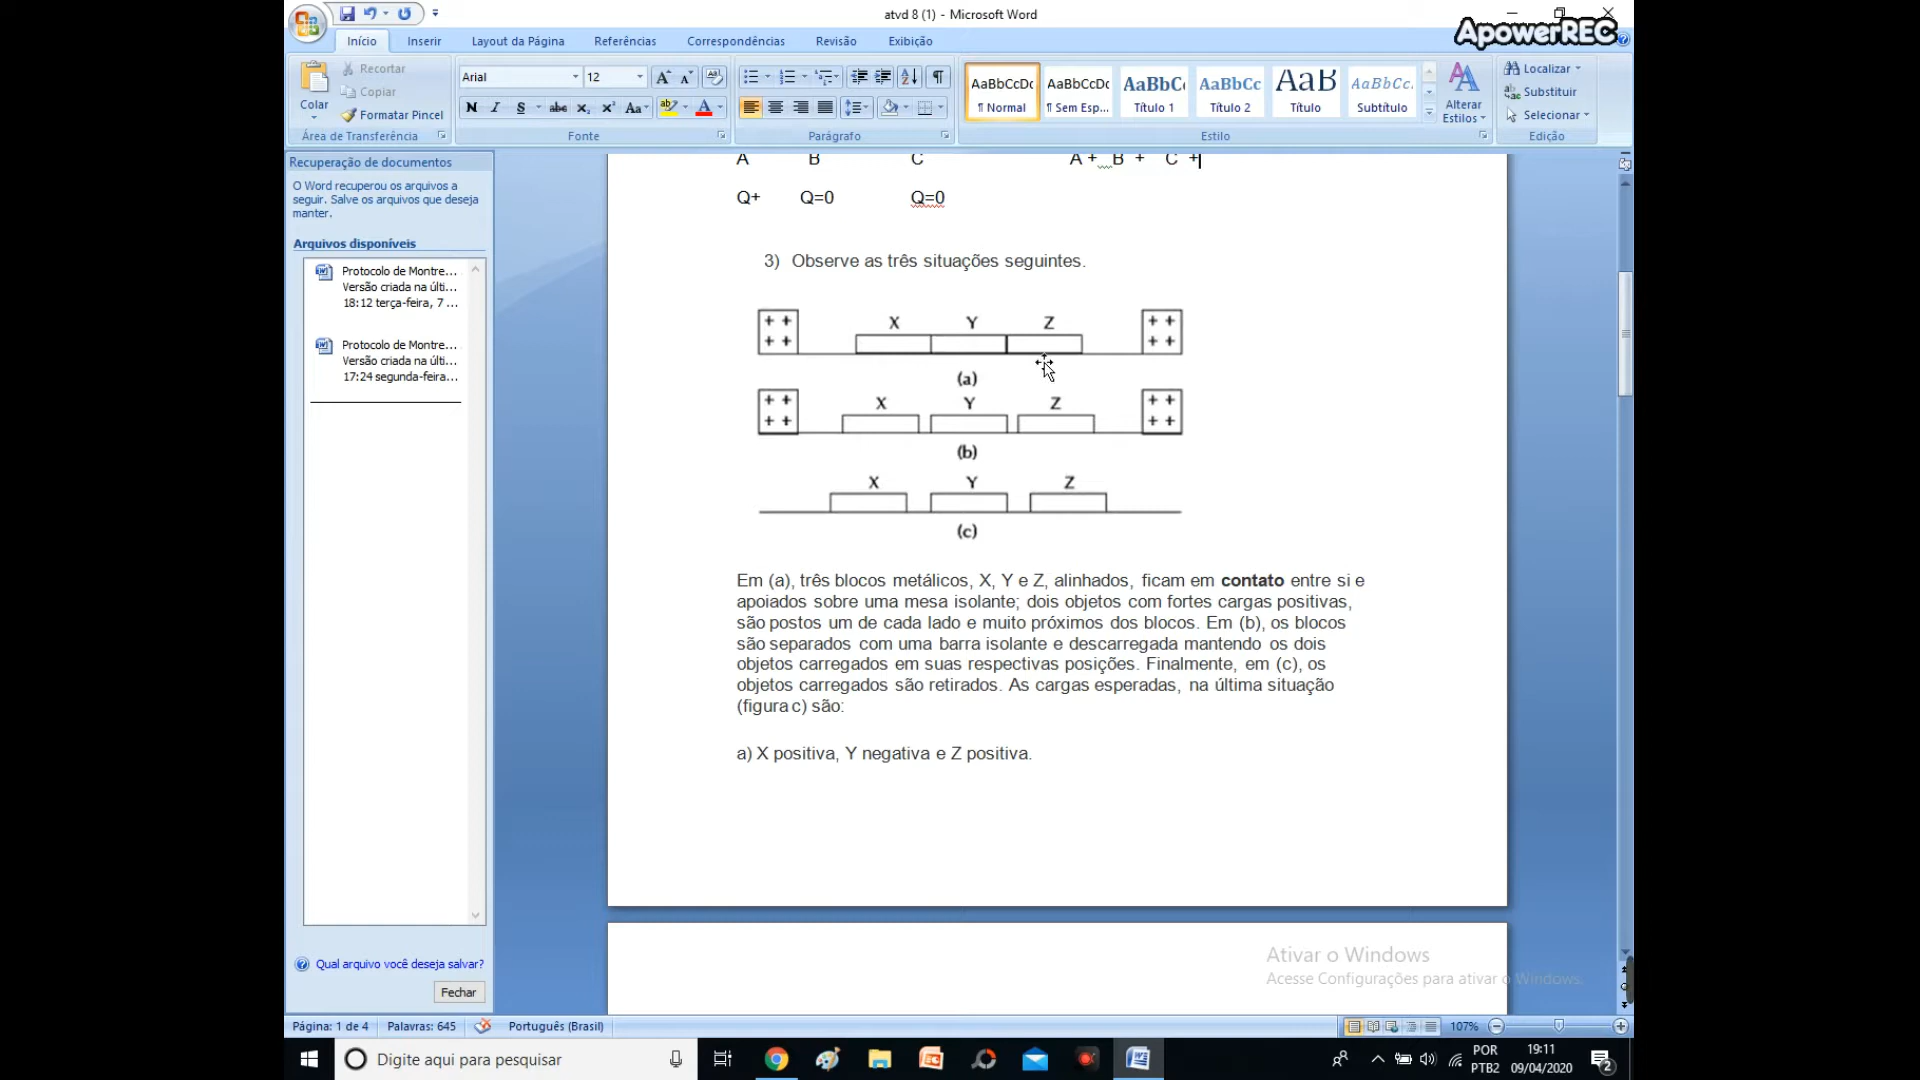 atvd 8 (1) - Microsoft Word
ApowerREC
Início Inserir Layout da Página Referências Correspondências Revisão Exibição
Colar
Recortar
Copiar
Formatar Pincel
Área de Transferência
Arial 12
N I S abc x₂ x² Aa
Fonte
Parágrafo
AaBbCcDc AaBbCcDc AaBbC AaBbCc AaB AaBbCc.
¶ Normal ¶ Sem Esp... Título 1 Título 2 Título Subtítulo
Alterar Estilos
Estilo
Localizar
Substituir
Selecionar
Edição
Recuperação de documentos
O Word recuperou os arquivos a
seguir. Salve os arquivos que deseja
manter.
Arquivos disponíveis
Protocolo de Montre...
Versão criada na últi...
18:12 terça-feira, 7 ...
Protocolo de Montre...
Versão criada na últi...
17:24 segunda-feira...
Qual arquivo você deseja salvar?
Fechar
A B C A + B + C +
Q+ Q=0 Q=0
3) Observe as três situações seguintes.
+ + X Y Z + +
+ + + +
(a)
+ + X Y Z + +
+ + + +
(b)
X Y Z
(c)
Em (a), três blocos metálicos, X, Y e Z, alinhados, ficam em contato entre si e
apoiados sobre uma mesa isolante; dois objetos com fortes cargas positivas,
são postos um de cada lado e muito próximos dos blocos. Em (b), os blocos
são separados com uma barra isolante e descarregada mantendo os dois
objetos carregados em suas respectivas posições. Finalmente, em (c), os
objetos carregados são retirados. As cargas esperadas, na última situação
(figura c) são:
a) X positiva, Y negativa e Z positiva.
Ativar o Windows
Acesse Configurações para ativar o Windows.
Página: 1 de 4 Palavras: 645 Português (Brasil) 107%
Digite aqui para pesquisar
POR
PTB2
19:11
09/04/2020
2